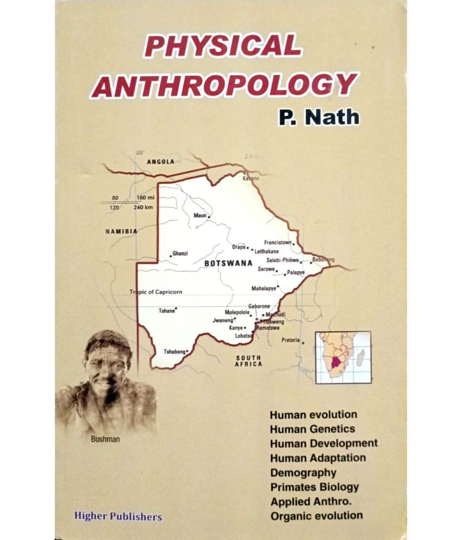 PHYSICAL
ANTHROPOLOGY
P. Nath
ANGOLA
80 160 mi
120 240 km
NAMIBIA
Maun
Ghanzi
Francistown
Orapa
Letlhakane
BOTSWANA
Selebi-Phikwe
Serowe
Palapye
Mahalapye
Tropic of Capricorn
Tshane
Gaborone
Molepolole
Mochudi
Jwaneng
Kanye
Ramotswa
Lobatse
Pretoria
Tshabong
SOUTH
AFRICA
Bushman
Human evolution
Human Genetics
Human Development
Human Adaptation
Demography
Primates Biology
Applied Anthro.
Organic evolution
Higher Publishers